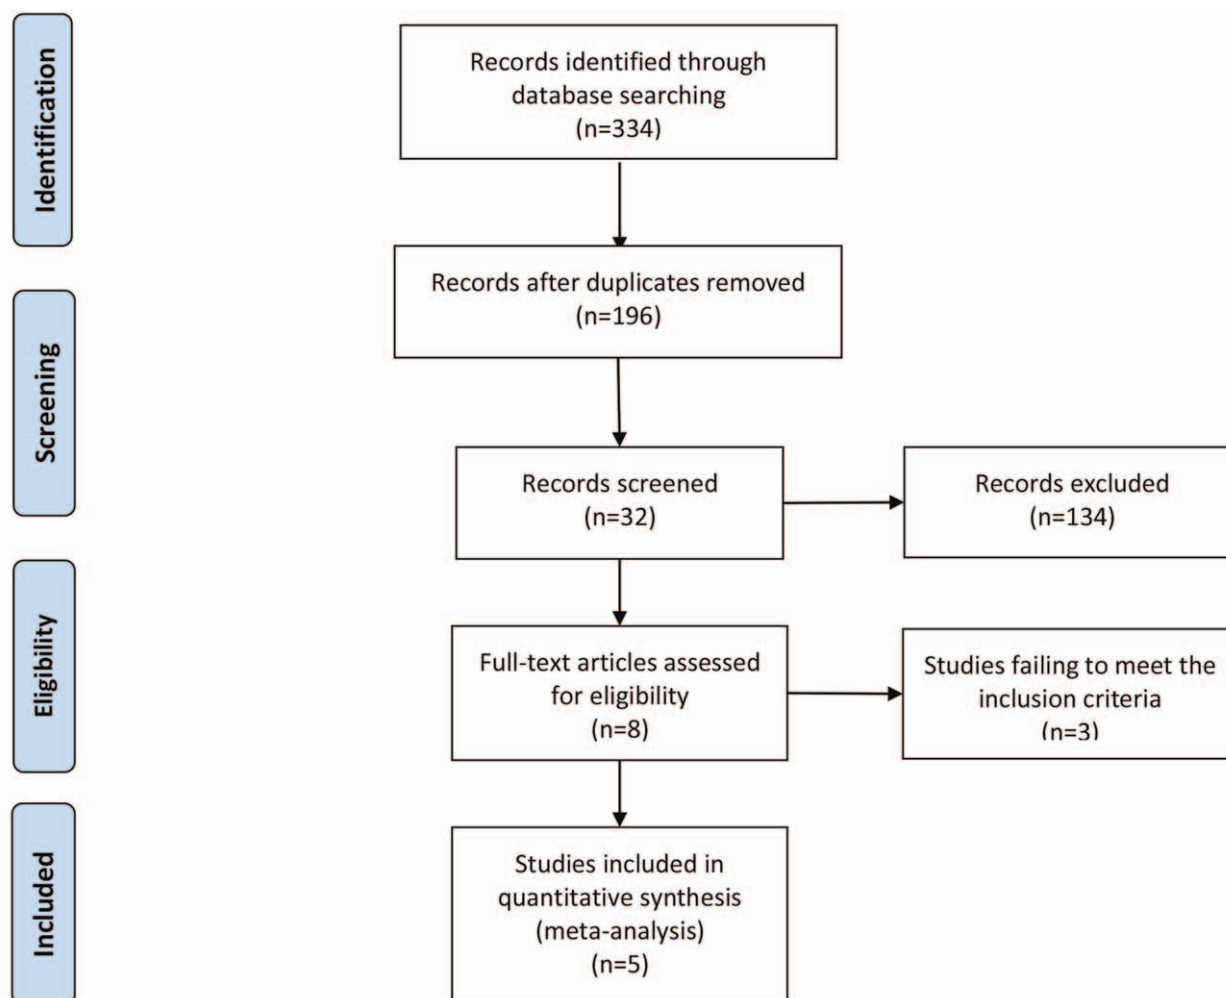 Identification
Records identified through
database searching
(n=334)
Records after duplicates removed
(n=196)
Screening
Records screened
(n=32)
Records excluded
(n=134)
Eligibility
Full-text articles assessed
for eligibility
(n=8)
Studies failing to meet the
inclusion criteria
(n=3)
Included
Studies included in
quantitative synthesis
(meta-analysis)
(n=5)